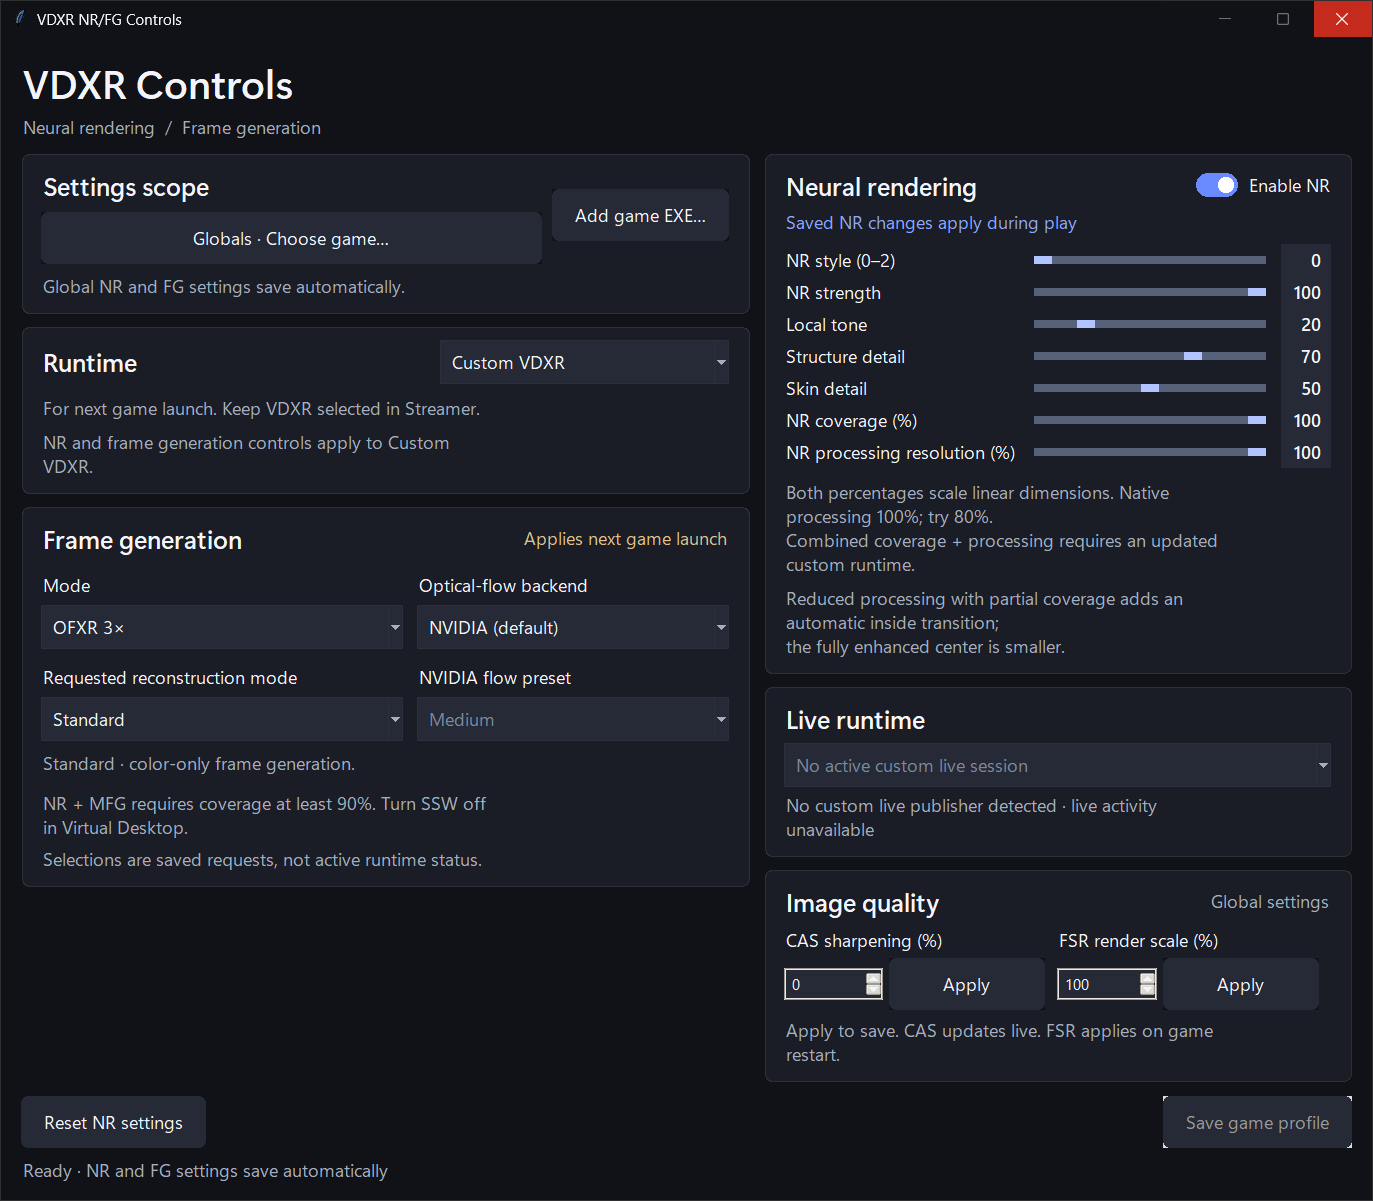 VDXR NR/FG Controls
VDXR Controls
Neural rendering / Frame generation
Settings scope
Add game EXE...
Globals · Choose game...
Global NR and FG settings save automatically.
Runtime
Custom VDXR
For next game launch. Keep VDXR selected in Streamer.
NR and frame generation controls apply to Custom
VDXR.
Frame generation
Applies next game launch
Mode
Optical-flow backend
OFXR 3×
NVIDIA (default)
Requested reconstruction mode
NVIDIA flow preset
Standard
Medium
Standard · color-only frame generation.
NR + MFG requires coverage at least 90%. Turn SSW off
in Virtual Desktop.
Selections are saved requests, not active runtime status.
Neural rendering
Enable NR
Saved NR changes apply during play
NR style (0–2) 0
NR strength 100
Local tone 20
Structure detail 70
Skin detail 50
NR coverage (%) 100
NR processing resolution (%) 100
Both percentages scale linear dimensions. Native
processing 100%; try 80%.
Combined coverage + processing requires an updated
custom runtime.
Reduced processing with partial coverage adds an
automatic inside transition;
the fully enhanced center is smaller.
Live runtime
No active custom live session
No custom live publisher detected · live activity
unavailable
Image quality
Global settings
CAS sharpening (%)
FSR render scale (%)
0
Apply
100
Apply
Apply to save. CAS updates live. FSR applies on game
restart.
Reset NR settings
Save game profile
Ready · NR and FG settings save automatically